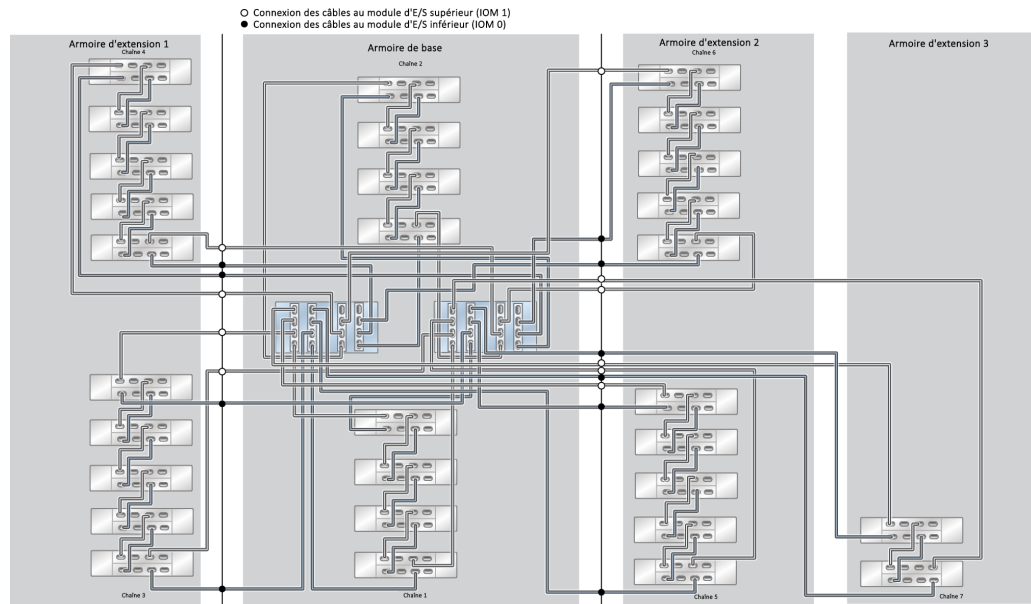 Connexion des câbles au module d'E/S supérieur (IOM 1)
Connexion des câbles au module d'E/S inférieur (IOM 0)
Armoire d'extension 1
Chaîne 4
Armoire de base
Chaîne 2
Armoire d'extension 2
Chaîne 6
Armoire d'extension 3
Chaîne 3
Chaîne 1
Chaîne 5
Chaîne 7